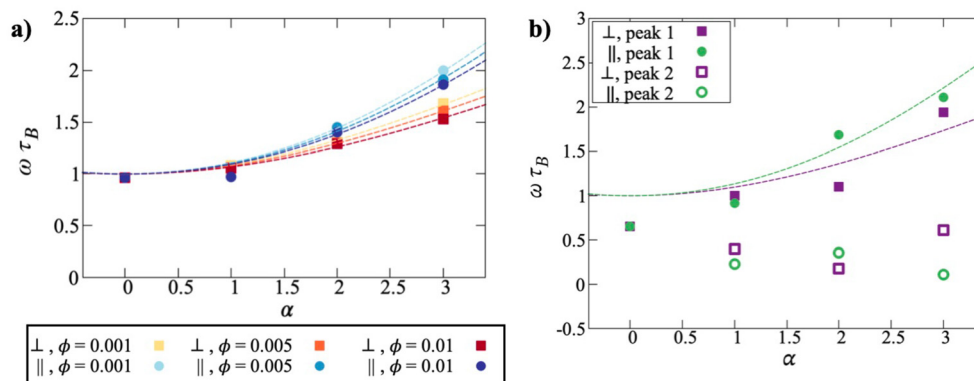 a)
2.5
2
1.5
1
0.5
0
ω τ_B
0 0.5 1 1.5 2 2.5 3
α
⊥ , ϕ = 0.001 ⊥ , ϕ = 0.005 ⊥ , ϕ = 0.01
∥ , ϕ = 0.001 ∥ , ϕ = 0.005 ∥ , ϕ = 0.01
b)
3
2.5
2
1.5
1
0.5
0
-0.5
ω τ_B
⊥, peak 1
∥, peak 1
⊥, peak 2
∥, peak 2
0 0.5 1 1.5 2 2.5 3
α